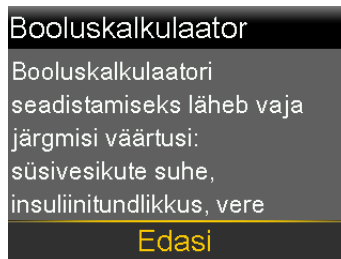 Booluskalkulaator
Booluskalkulaatori
seadistamiseks läheb vaja
järgmisi väärtusi:
süsivesikute suhe,
insuliinitundlikkus, vere
Edasi